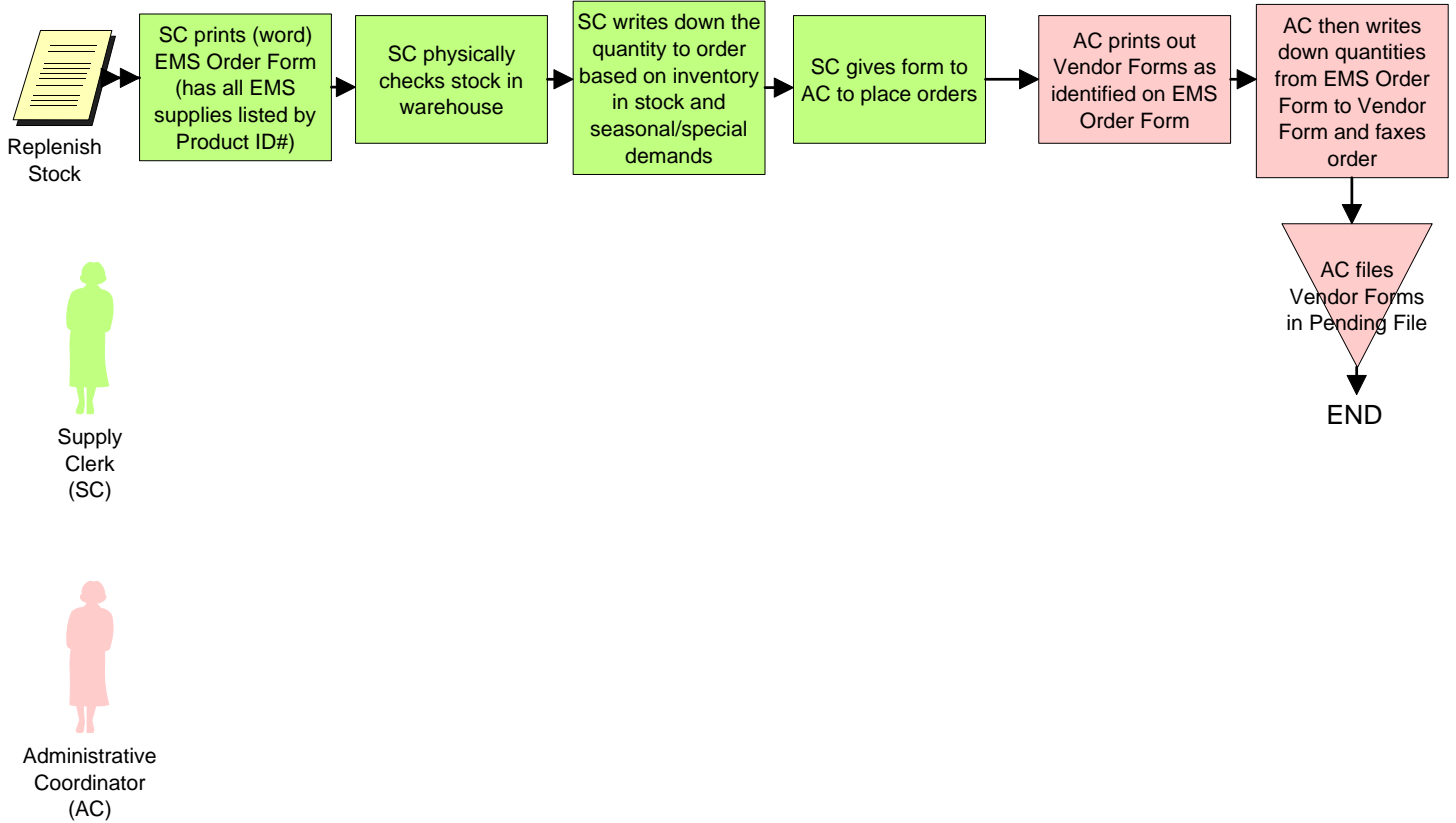 Replenish
Stock
SC prints (word)
EMS Order Form
(has all EMS
supplies listed by
Product ID#)
SC physically
checks stock in
warehouse
SC writes down the
quantity to order
based on inventory
in stock and
seasonal/special
demands
SC gives form to
AC to place orders
AC prints out
Vendor Forms as
identified on EMS
Order Form
AC then writes
down quantities
from EMS Order
Form to Vendor
Form and faxes
order
AC files
Vendor Forms
in Pending File
END
Supply
Clerk
(SC)
Administrative
Coordinator
(AC)